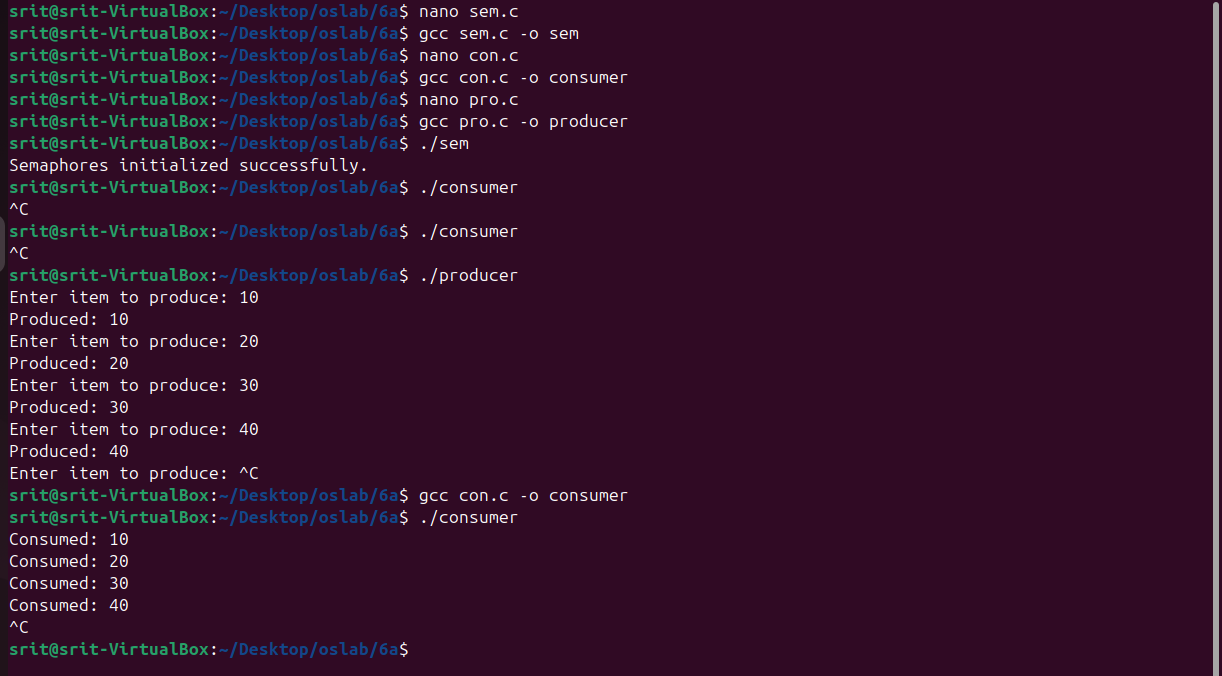 srit@srit-VirtualBox:~/Desktop/oslab/6a$ nano sem.c
srit@srit-VirtualBox:~/Desktop/oslab/6a$ gcc sem.c -o sem
srit@srit-VirtualBox:~/Desktop/oslab/6a$ nano con.c
srit@srit-VirtualBox:~/Desktop/oslab/6a$ gcc con.c -o consumer
srit@srit-VirtualBox:~/Desktop/oslab/6a$ nano pro.c
srit@srit-VirtualBox:~/Desktop/oslab/6a$ gcc pro.c -o producer
srit@srit-VirtualBox:~/Desktop/oslab/6a$ ./sem
Semaphores initialized successfully.
srit@srit-VirtualBox:~/Desktop/oslab/6a$ ./consumer
^C
srit@srit-VirtualBox:~/Desktop/oslab/6a$ ./consumer
^C
srit@srit-VirtualBox:~/Desktop/oslab/6a$ ./producer
Enter item to produce: 10
Produced: 10
Enter item to produce: 20
Produced: 20
Enter item to produce: 30
Produced: 30
Enter item to produce: 40
Produced: 40
Enter item to produce: ^C
srit@srit-VirtualBox:~/Desktop/oslab/6a$ gcc con.c -o consumer
srit@srit-VirtualBox:~/Desktop/oslab/6a$ ./consumer
Consumed: 10
Consumed: 20
Consumed: 30
Consumed: 40
^C
srit@srit-VirtualBox:~/Desktop/oslab/6a$